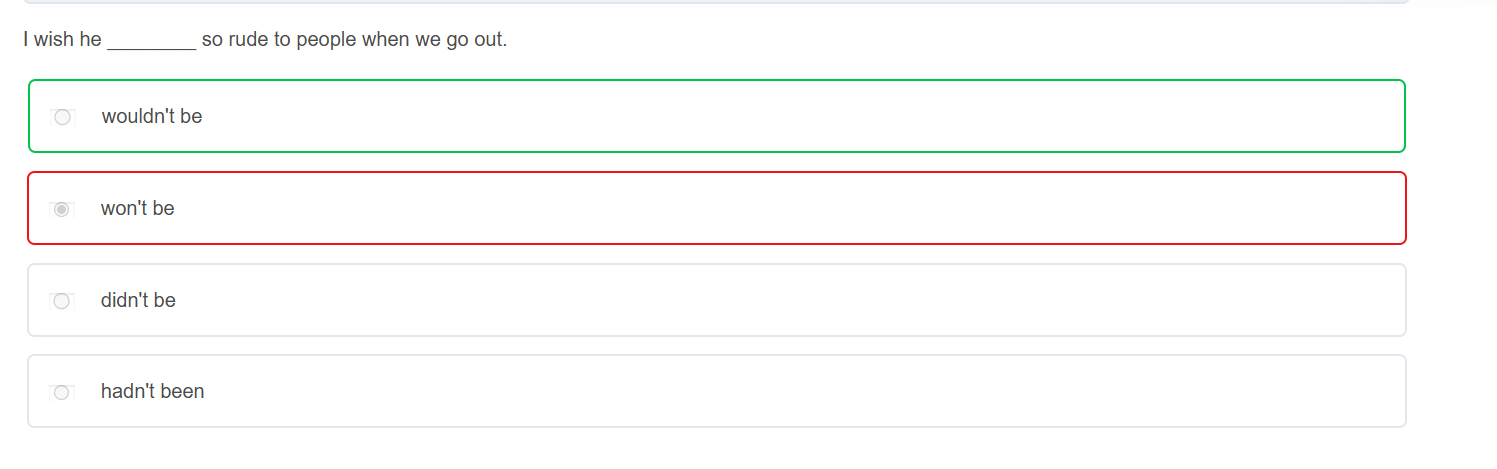 I wish he ________ so rude to people when we go out.
wouldn't be
won't be
didn't be
hadn't been